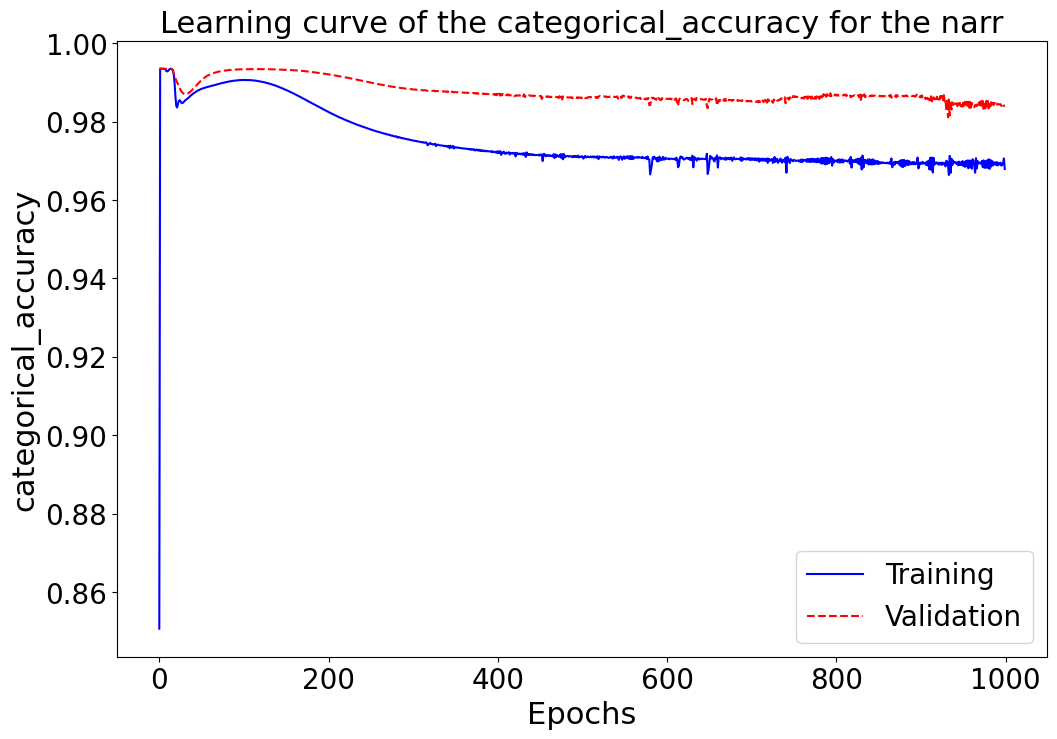 Learning curve of the categorical_accuracy for the narr
categorical_accuracy
1.00
0.98
0.96
0.94
0.92
0.90
0.88
0.86
0
200
400
600
800
1000
Epochs
Training
Validation